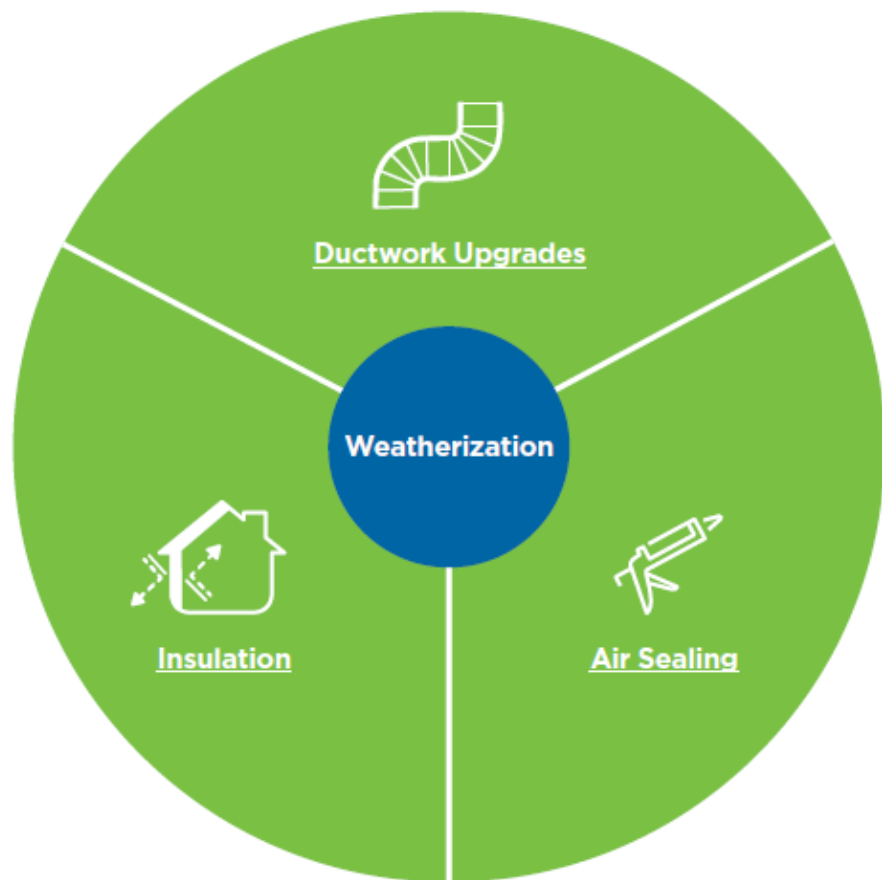 Ductwork Upgrades
Weatherization
Insulation
Air Sealing